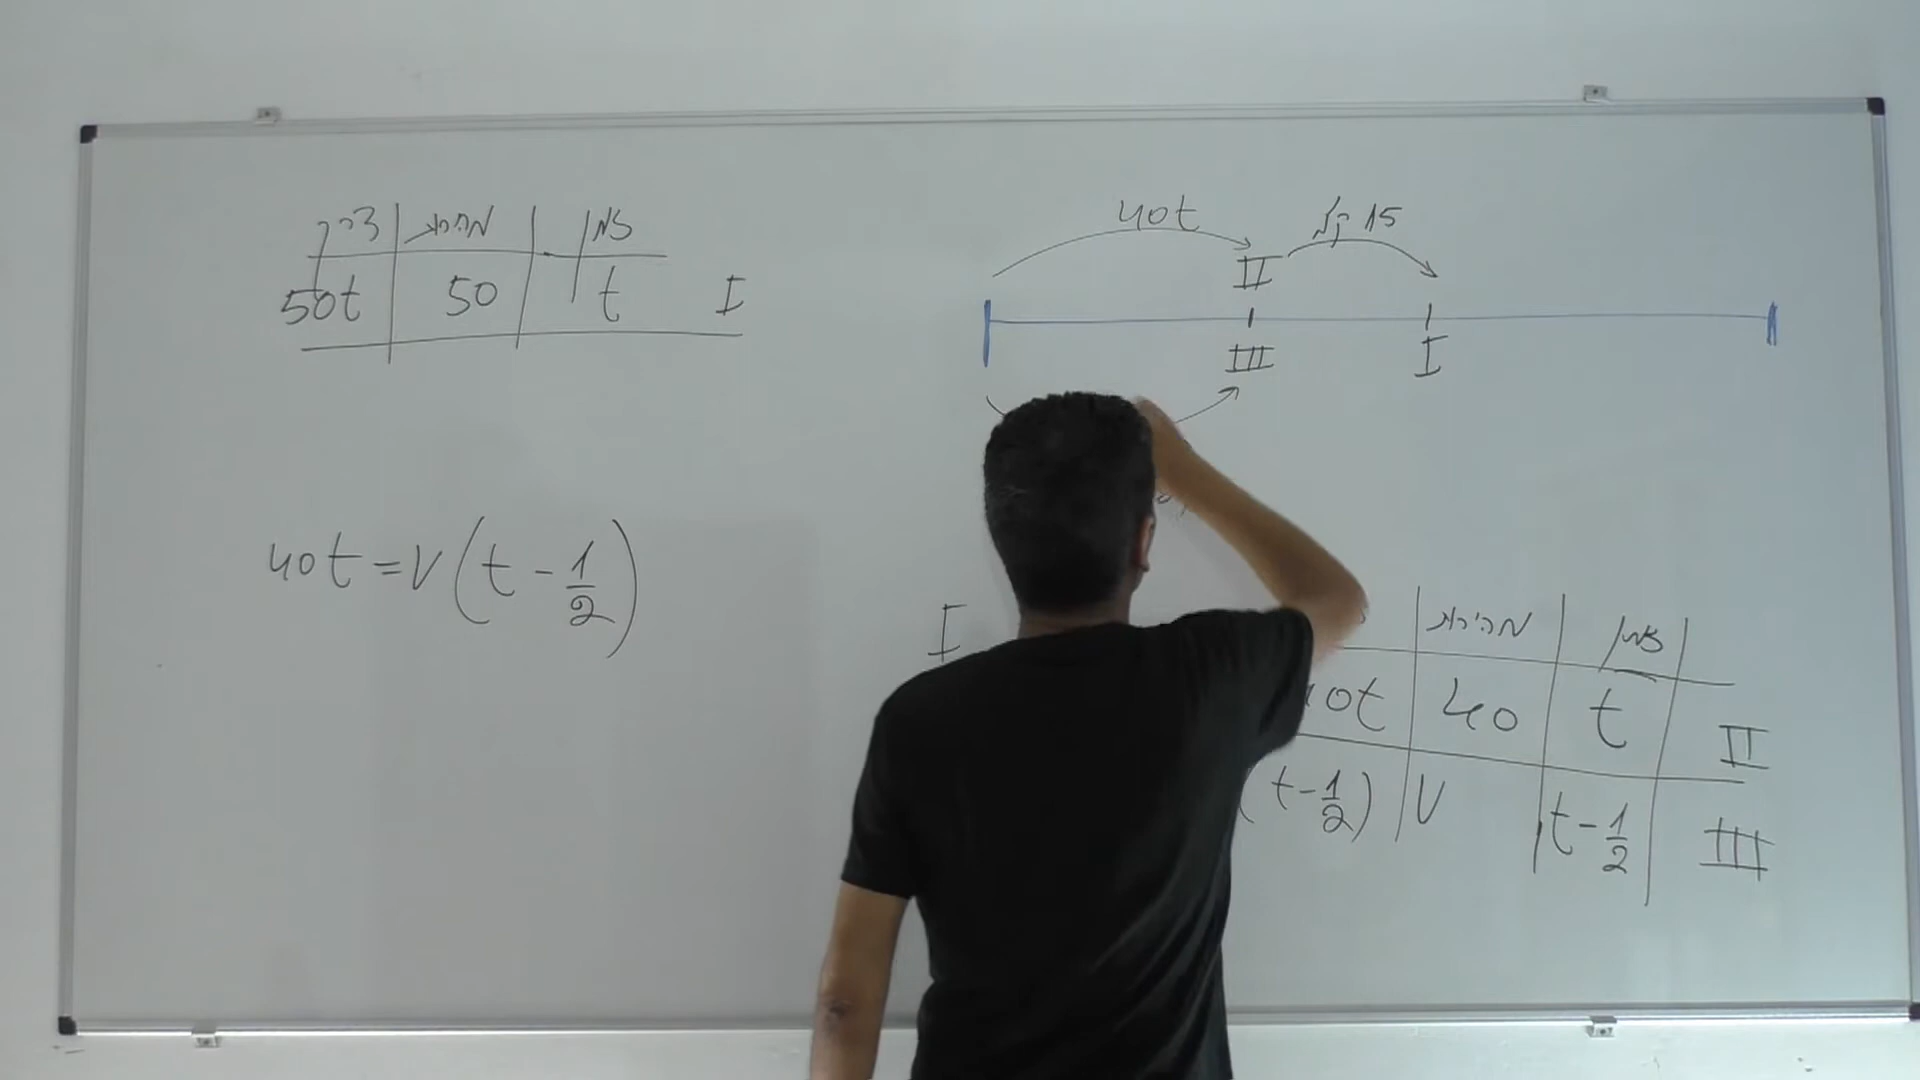 דרך מהירות זמן
50t 50 t I
40t 15 קמ
II
III I
40t = V(t - 1/2)
I
מהירות זמן
40t 40 t II
(t - 1/2) V t - 1/2 III